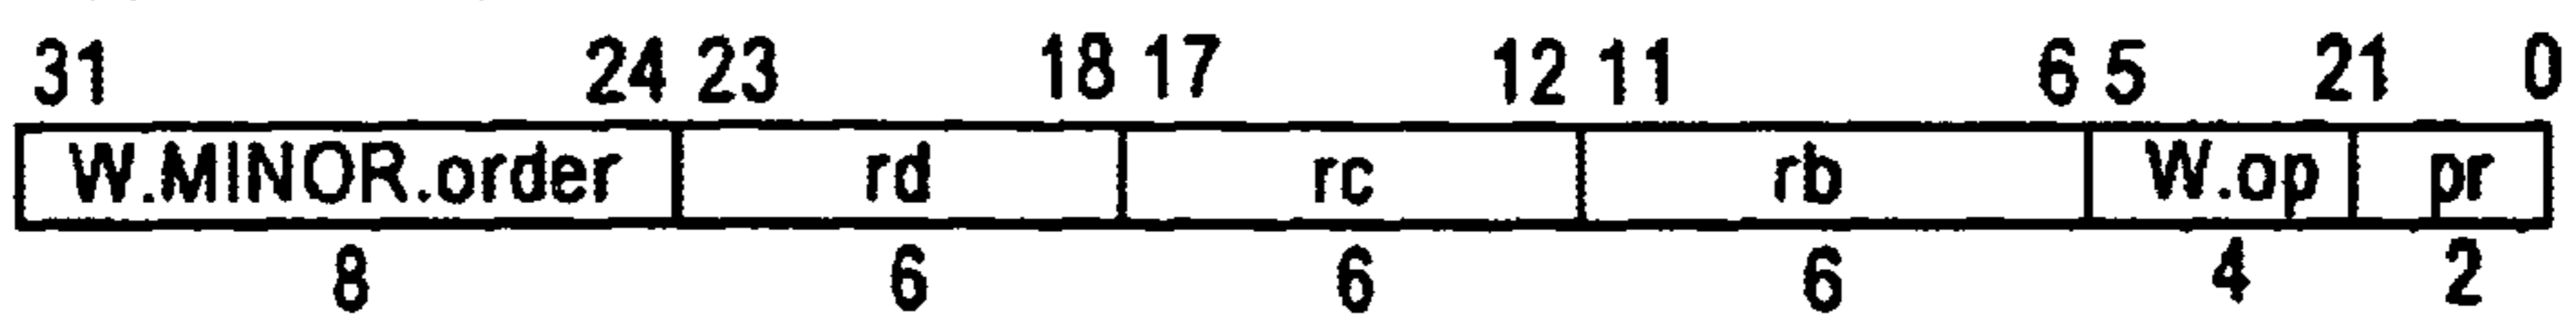 31 24 23 18 17 12 11 6 5 21 0
W.MINOR.order rd rc rb W.op pr
8 6 6 6 4 2